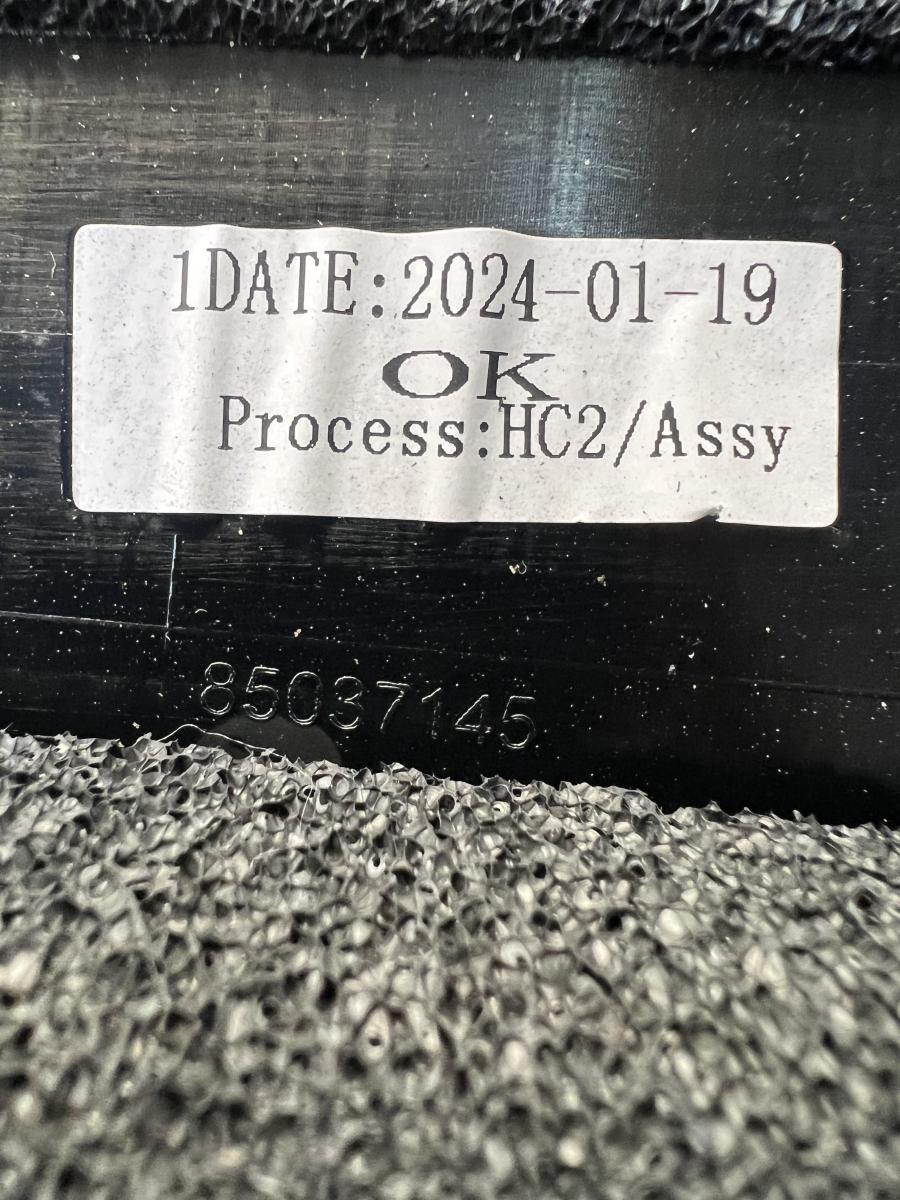 1DATE:2024-01-19
OK
Process:HC2/Assy
85037145